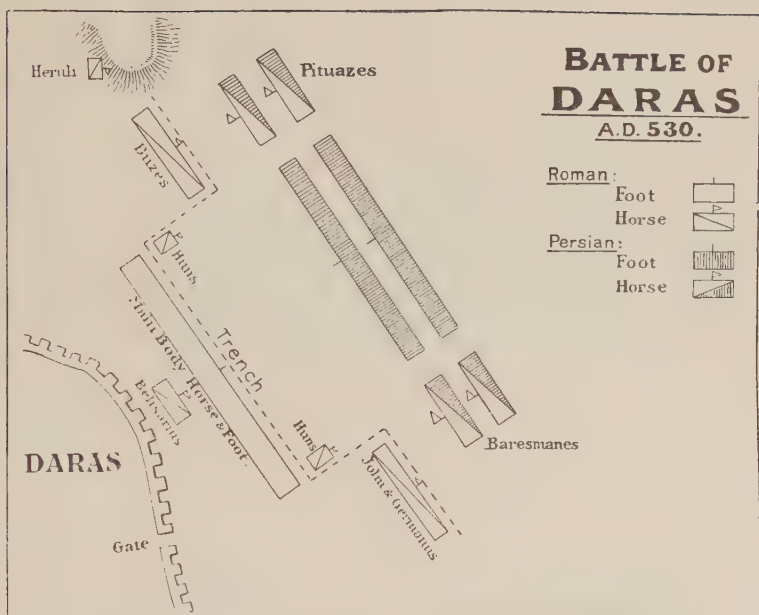 BATTLE OF
DARAS
A.D. 530.
Roman:
Foot
Horse
Persian:
Foot
Horse
Heruli
Pituazes
Buzes
Huns
Trench
Main Body Horse & Foot.
Belisarius
Huns
John & Germanus
Baresmanes
DARAS
Gate